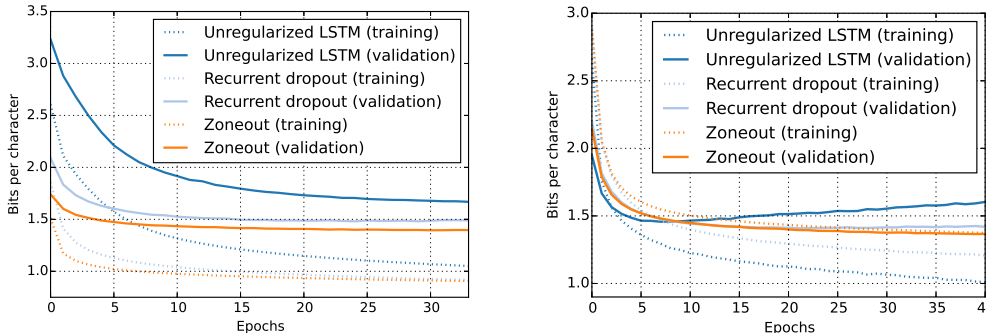 3.5
3.0
2.5
2.0
1.5
1.0
Bits per character
0 5 10 15 20 25 30
Epochs
Unregularized LSTM (training)
Unregularized LSTM (validation)
Recurrent dropout (training)
Recurrent dropout (validation)
Zoneout (training)
Zoneout (validation)
3.0
2.5
2.0
1.5
1.0
Bits per character
0 5 10 15 20 25 30 35 4
Epochs
Unregularized LSTM (training)
Unregularized LSTM (validation)
Recurrent dropout (training)
Recurrent dropout (validation)
Zoneout (training)
Zoneout (validation)